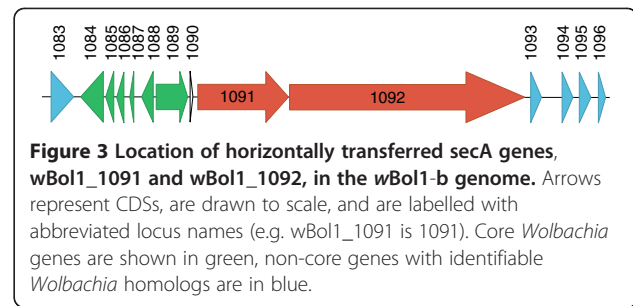 1083 1084 1085 1086 1087 1088 1089 1090 1093 1094 1095 1096
1091 1092
Figure 3 Location of horizontally transferred secA genes,
wBol1_1091 and wBol1_1092, in the wBol1-b genome. Arrows
represent CDSs, are drawn to scale, and are labelled with
abbreviated locus names (e.g. wBol1_1091 is 1091). Core Wolbachia
genes are shown in green, non-core genes with identifiable
Wolbachia homologs are in blue.